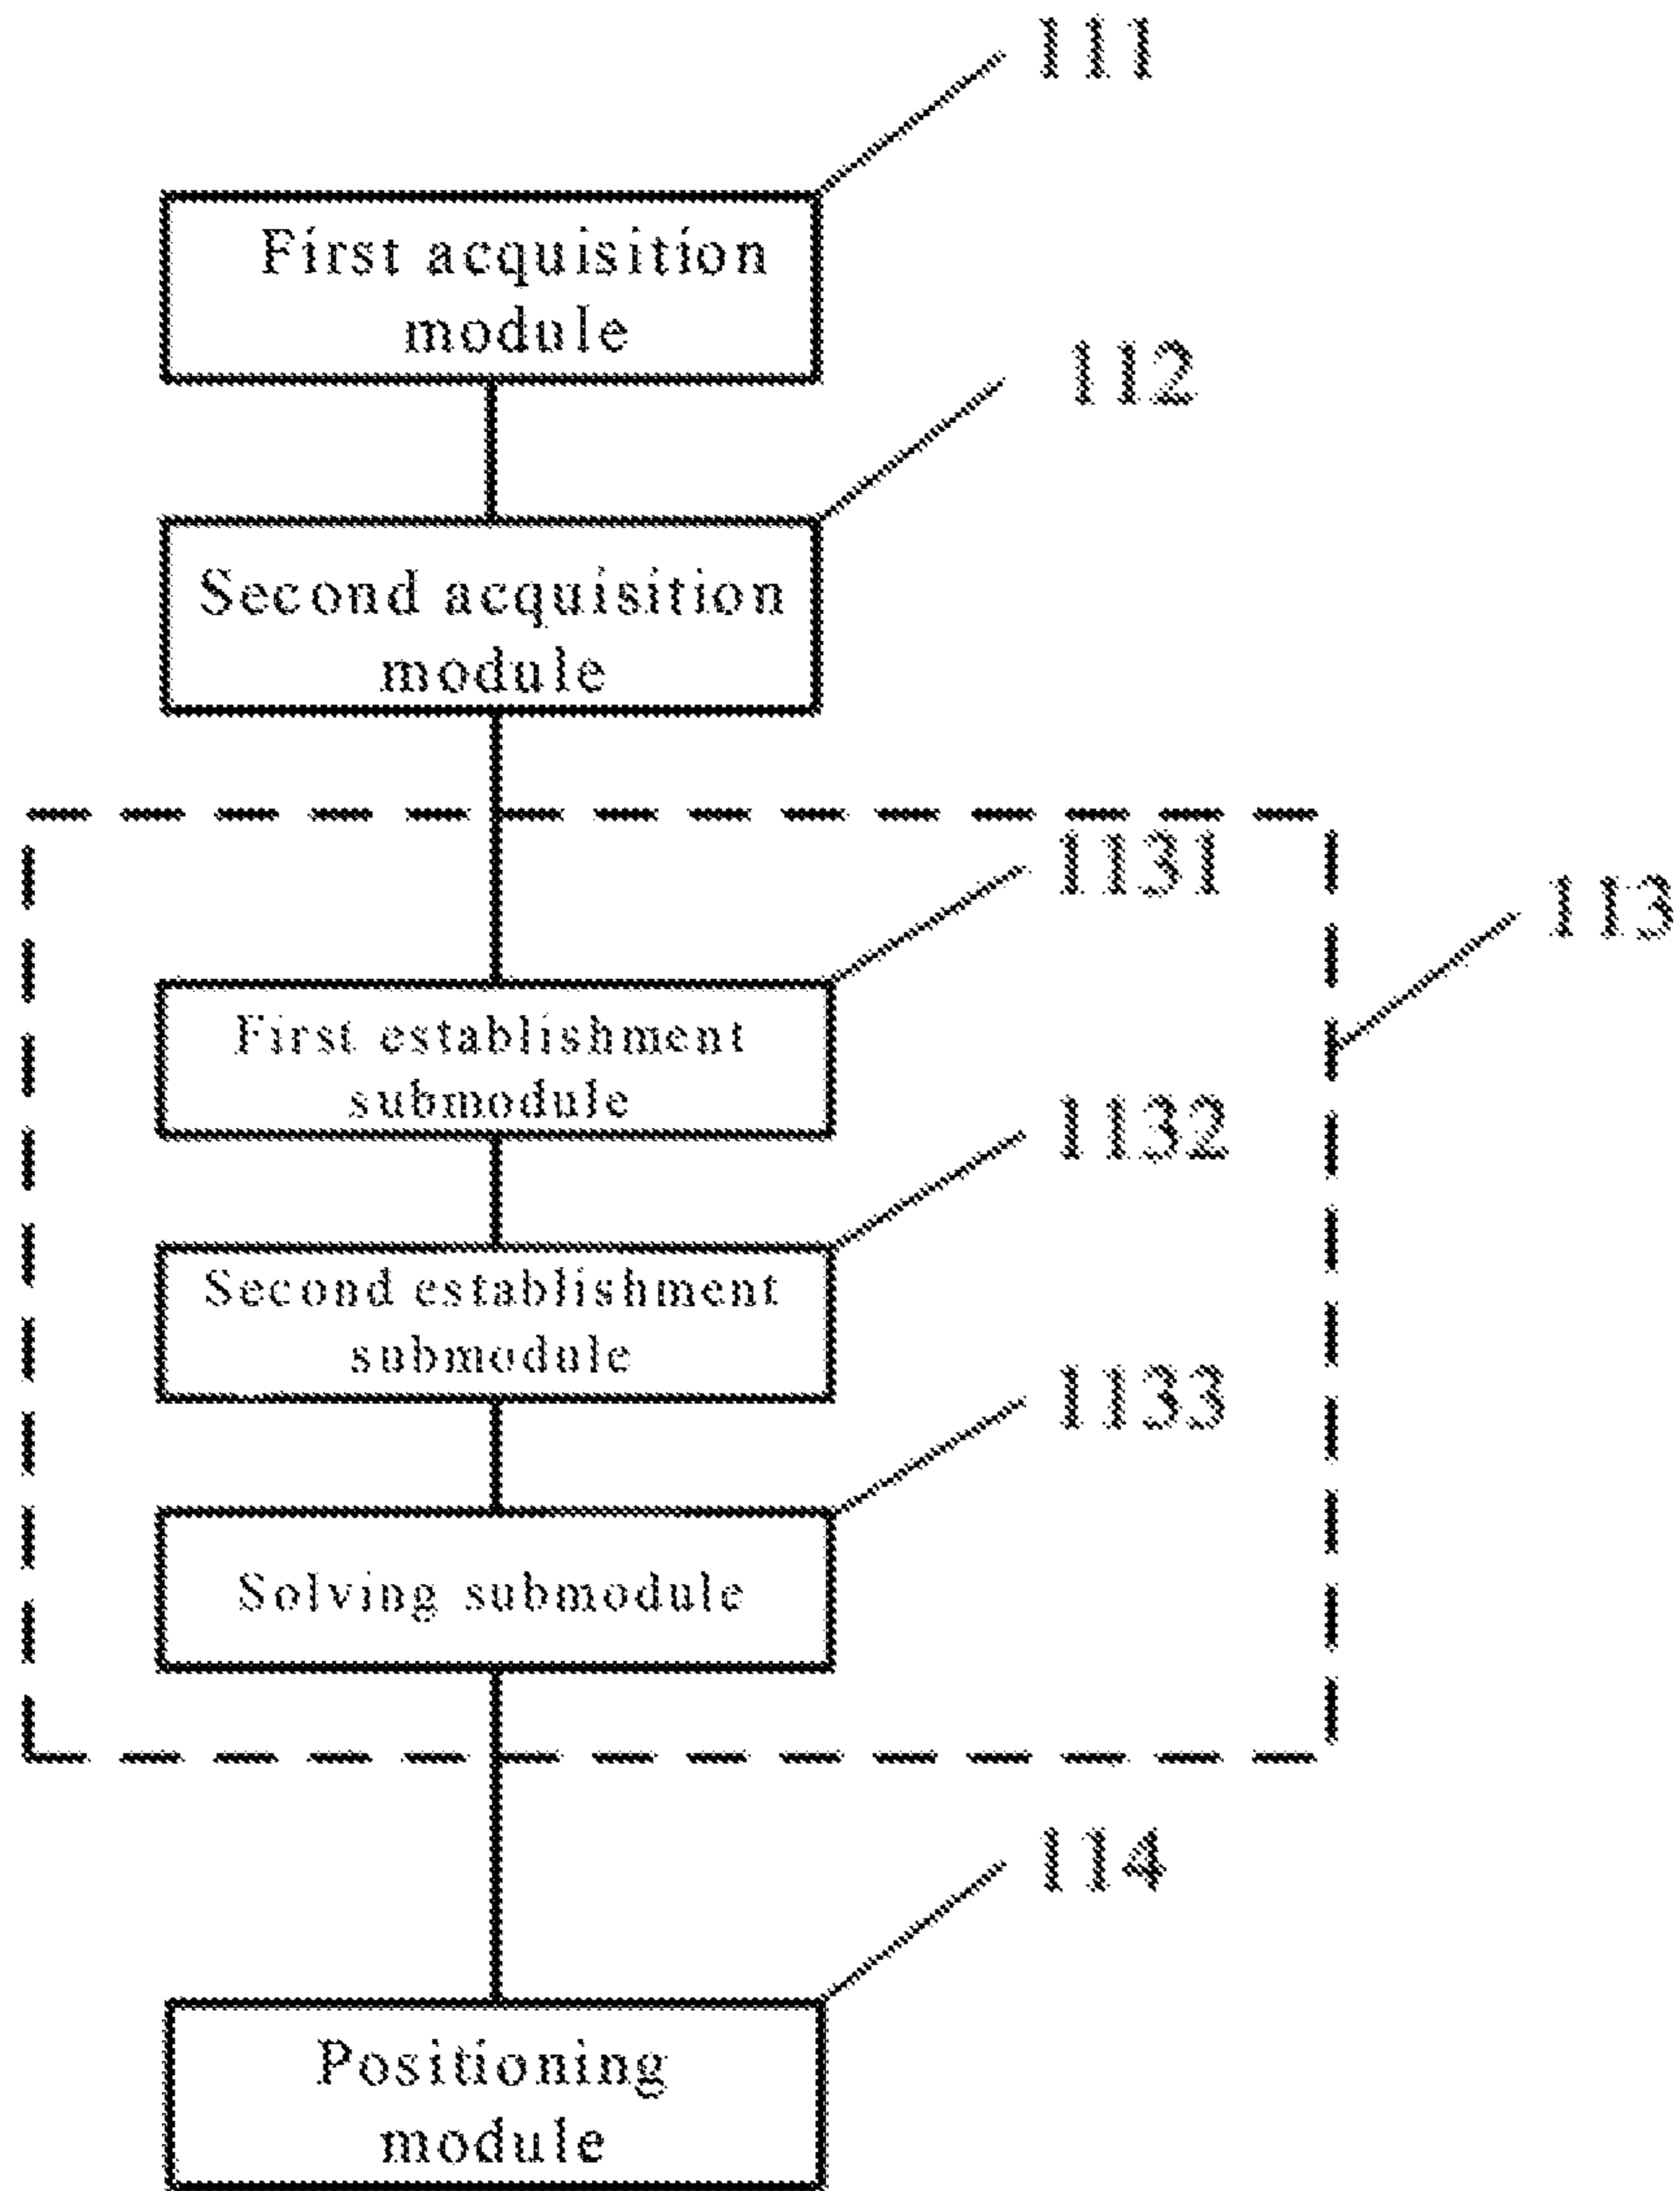 111
First acquisition
module
112
Second acquisition
module
1131
113
First establishment
submodule
1132
Second establishment
submodule
1133
Solving submodule
114
Positioning
module